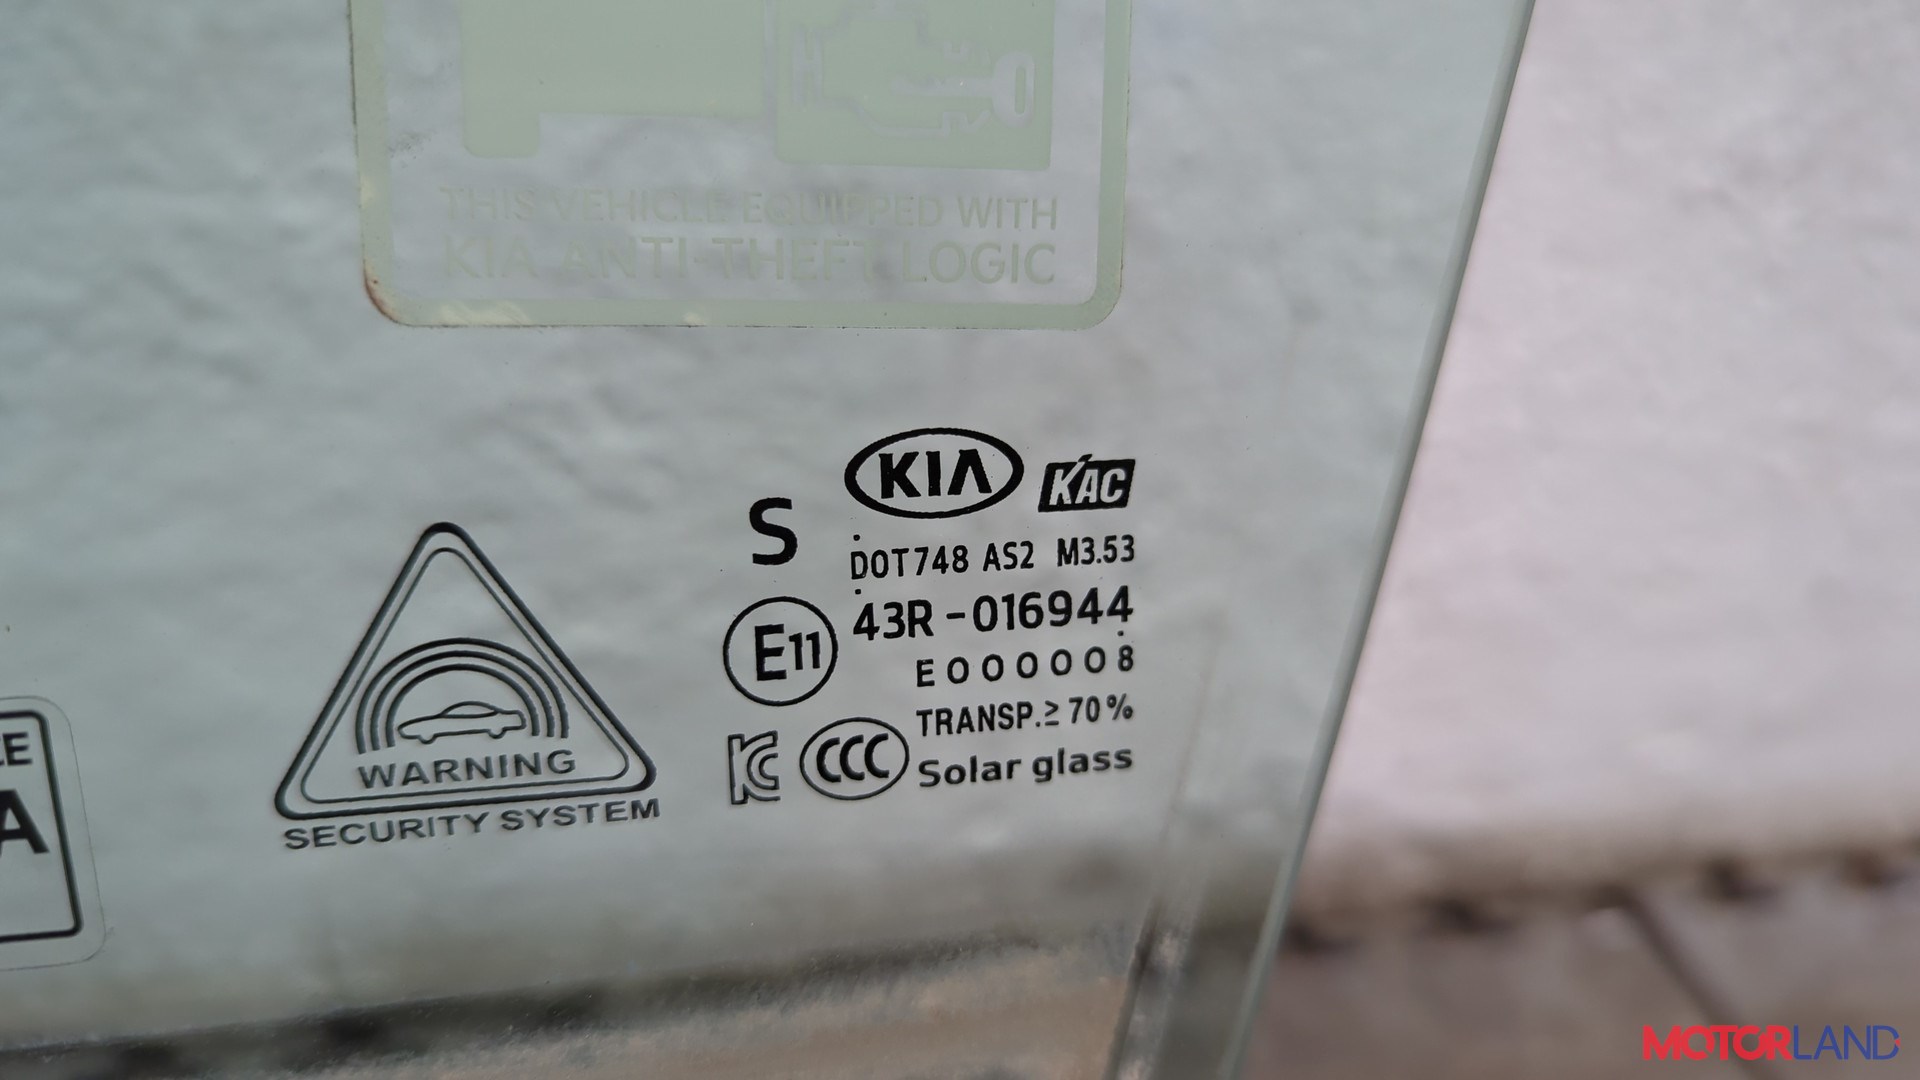 THIS VEHICLE EQUIPPED WITH
KIA ANTI-THEFT LOGIC
KIA KAC
S
DOT748 AS2 M3.53
43R-016944
E11
E000008
TRANSP.≥70%
KC CCC
Solar glass
WARNING
SECURITY SYSTEM
MOTORLAND